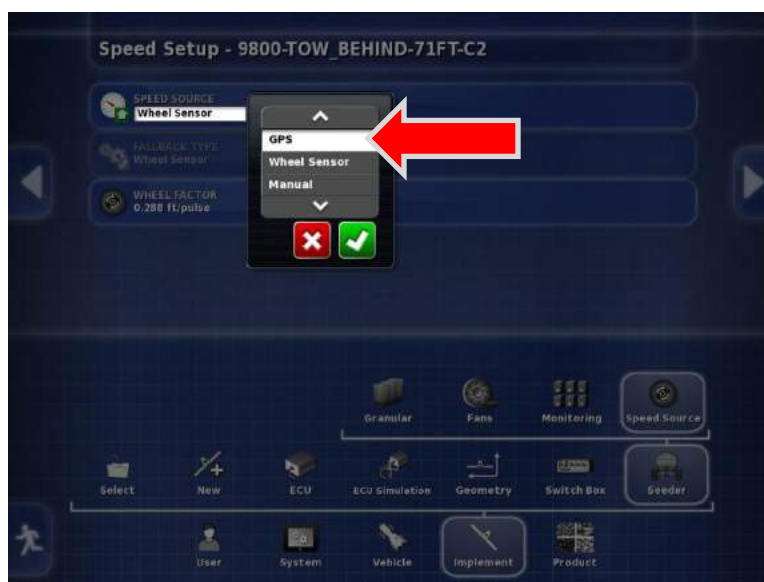 Speed Setup - 9800-TOW_BEHIND-71FT-C2
SPEED SOURCE
Wheel Sensor
FALLBACK TYPE
Wheel Sensor
WHEEL FACTOR
0.288 ft/pulse
GPS
Wheel Sensor
Manual
Granular
Fans
Monitoring
Speed Source
Select
New
ECU
ECU Simulation
Geometry
Switch Box
Seeder
User
System
Vehicle
Implement
Product